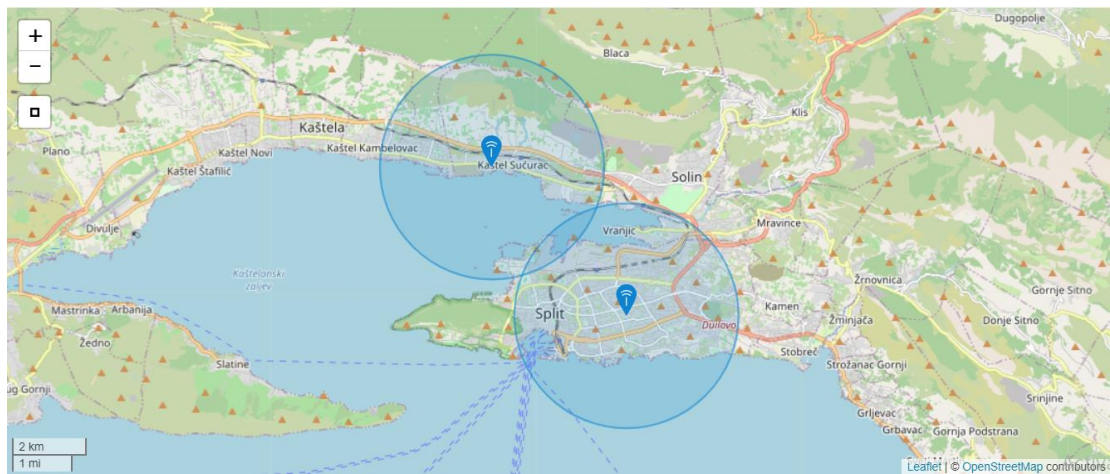 Dugopolje
+
−
Blaca
Klis
Kaštela
Plano
Kaštel Novi
Kaštel Kambelovac
Kaštel Sućurac
Kaštel Štafilić
Solin
Divulje
Vranjic
Mravince
Kaštelanski
zaljev
Žrnovnica
Gornje Sitno
Mastrinka
Arbanija
Split
Kamen
Duilovo
Žminjača
Donje Sitno
Žedno
Slatine
Stobreč
Strožanac Gornji
ug Gornji
Srinjine
Grljevac
Grbavac
Gornja Podstrana
2 km
1 mi
Leaflet | © OpenStreetMap contributors